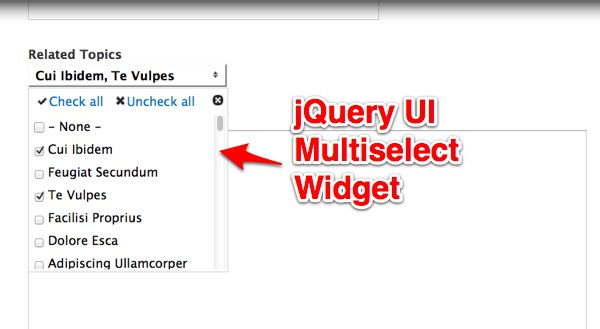 Related Topics
Cui Ibidem, Te Vulpes
Check all Uncheck all
- None -
Cui Ibidem
Feugiat Secundum
Te Vulpes
Facilisi Proprius
Dolore Esca
Adipiscing Ullamcorper
jQuery UI
Multiselect
Widget